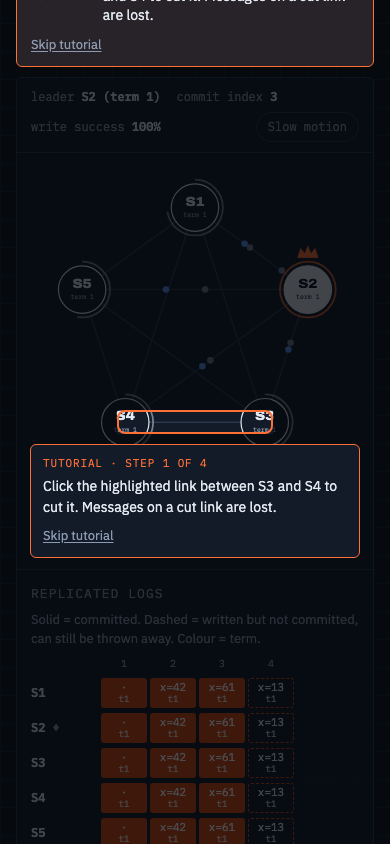 are lost.
Skip tutorial
leader S2 (term 1) commit index 3
write success 100% Slow motion
S1
term 1
S5
term 1
S2
term 1
S4
term 1
S3
TUTORIAL · STEP 1 OF 4
Click the highlighted link between S3 and S4 to
cut it. Messages on a cut link are lost.
Skip tutorial
REPLICATED LOGS
Solid = committed. Dashed = written but not committed,
can still be thrown away. Colour = term.
1 2 3 4
S1 · x=42 x=61 x=13
t1 t1 t1 t1
S2 ♦ · x=42 x=61 x=13
t1 t1 t1 t1
S3 · x=42 x=61 x=13
t1 t1 t1 t1
S4 · x=42 x=61 x=13
t1 t1 t1 t1
S5 · x=42 x=61 x=13
t1 t1 t1 t1